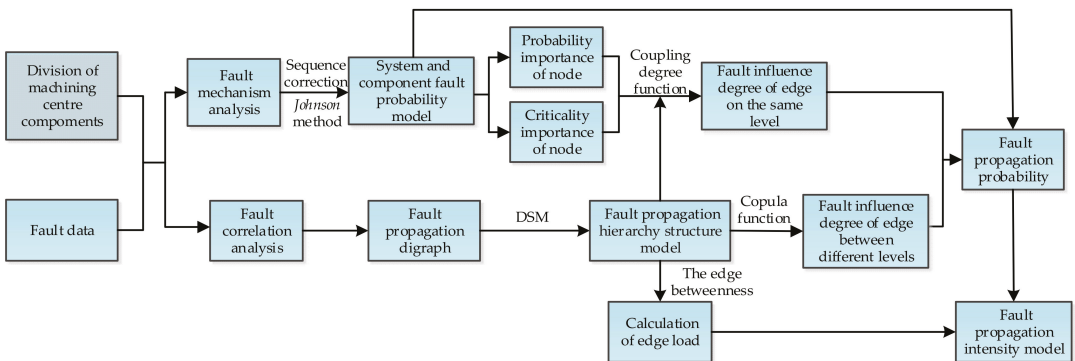 Division of
machining
centre
compoments
Fault data
Fault
mechanism
analysis
Sequence
correction
Johnson
method
System and
component fault
probability
model
Probability
importance
of node
Criticality
importance
of node
Coupling
degree
function
Fault influence
degree of edge
on the same
level
Fault
propagation
probability
Fault
correlation
analysis
Fault
propagation
digraph
DSM
Fault propagation
hierarchy structure
model
Copula
function
Fault influence
degree of edge
between
different levels
The edge
betweenness
Calculation
of edge load
Fault
propagation
intensity model